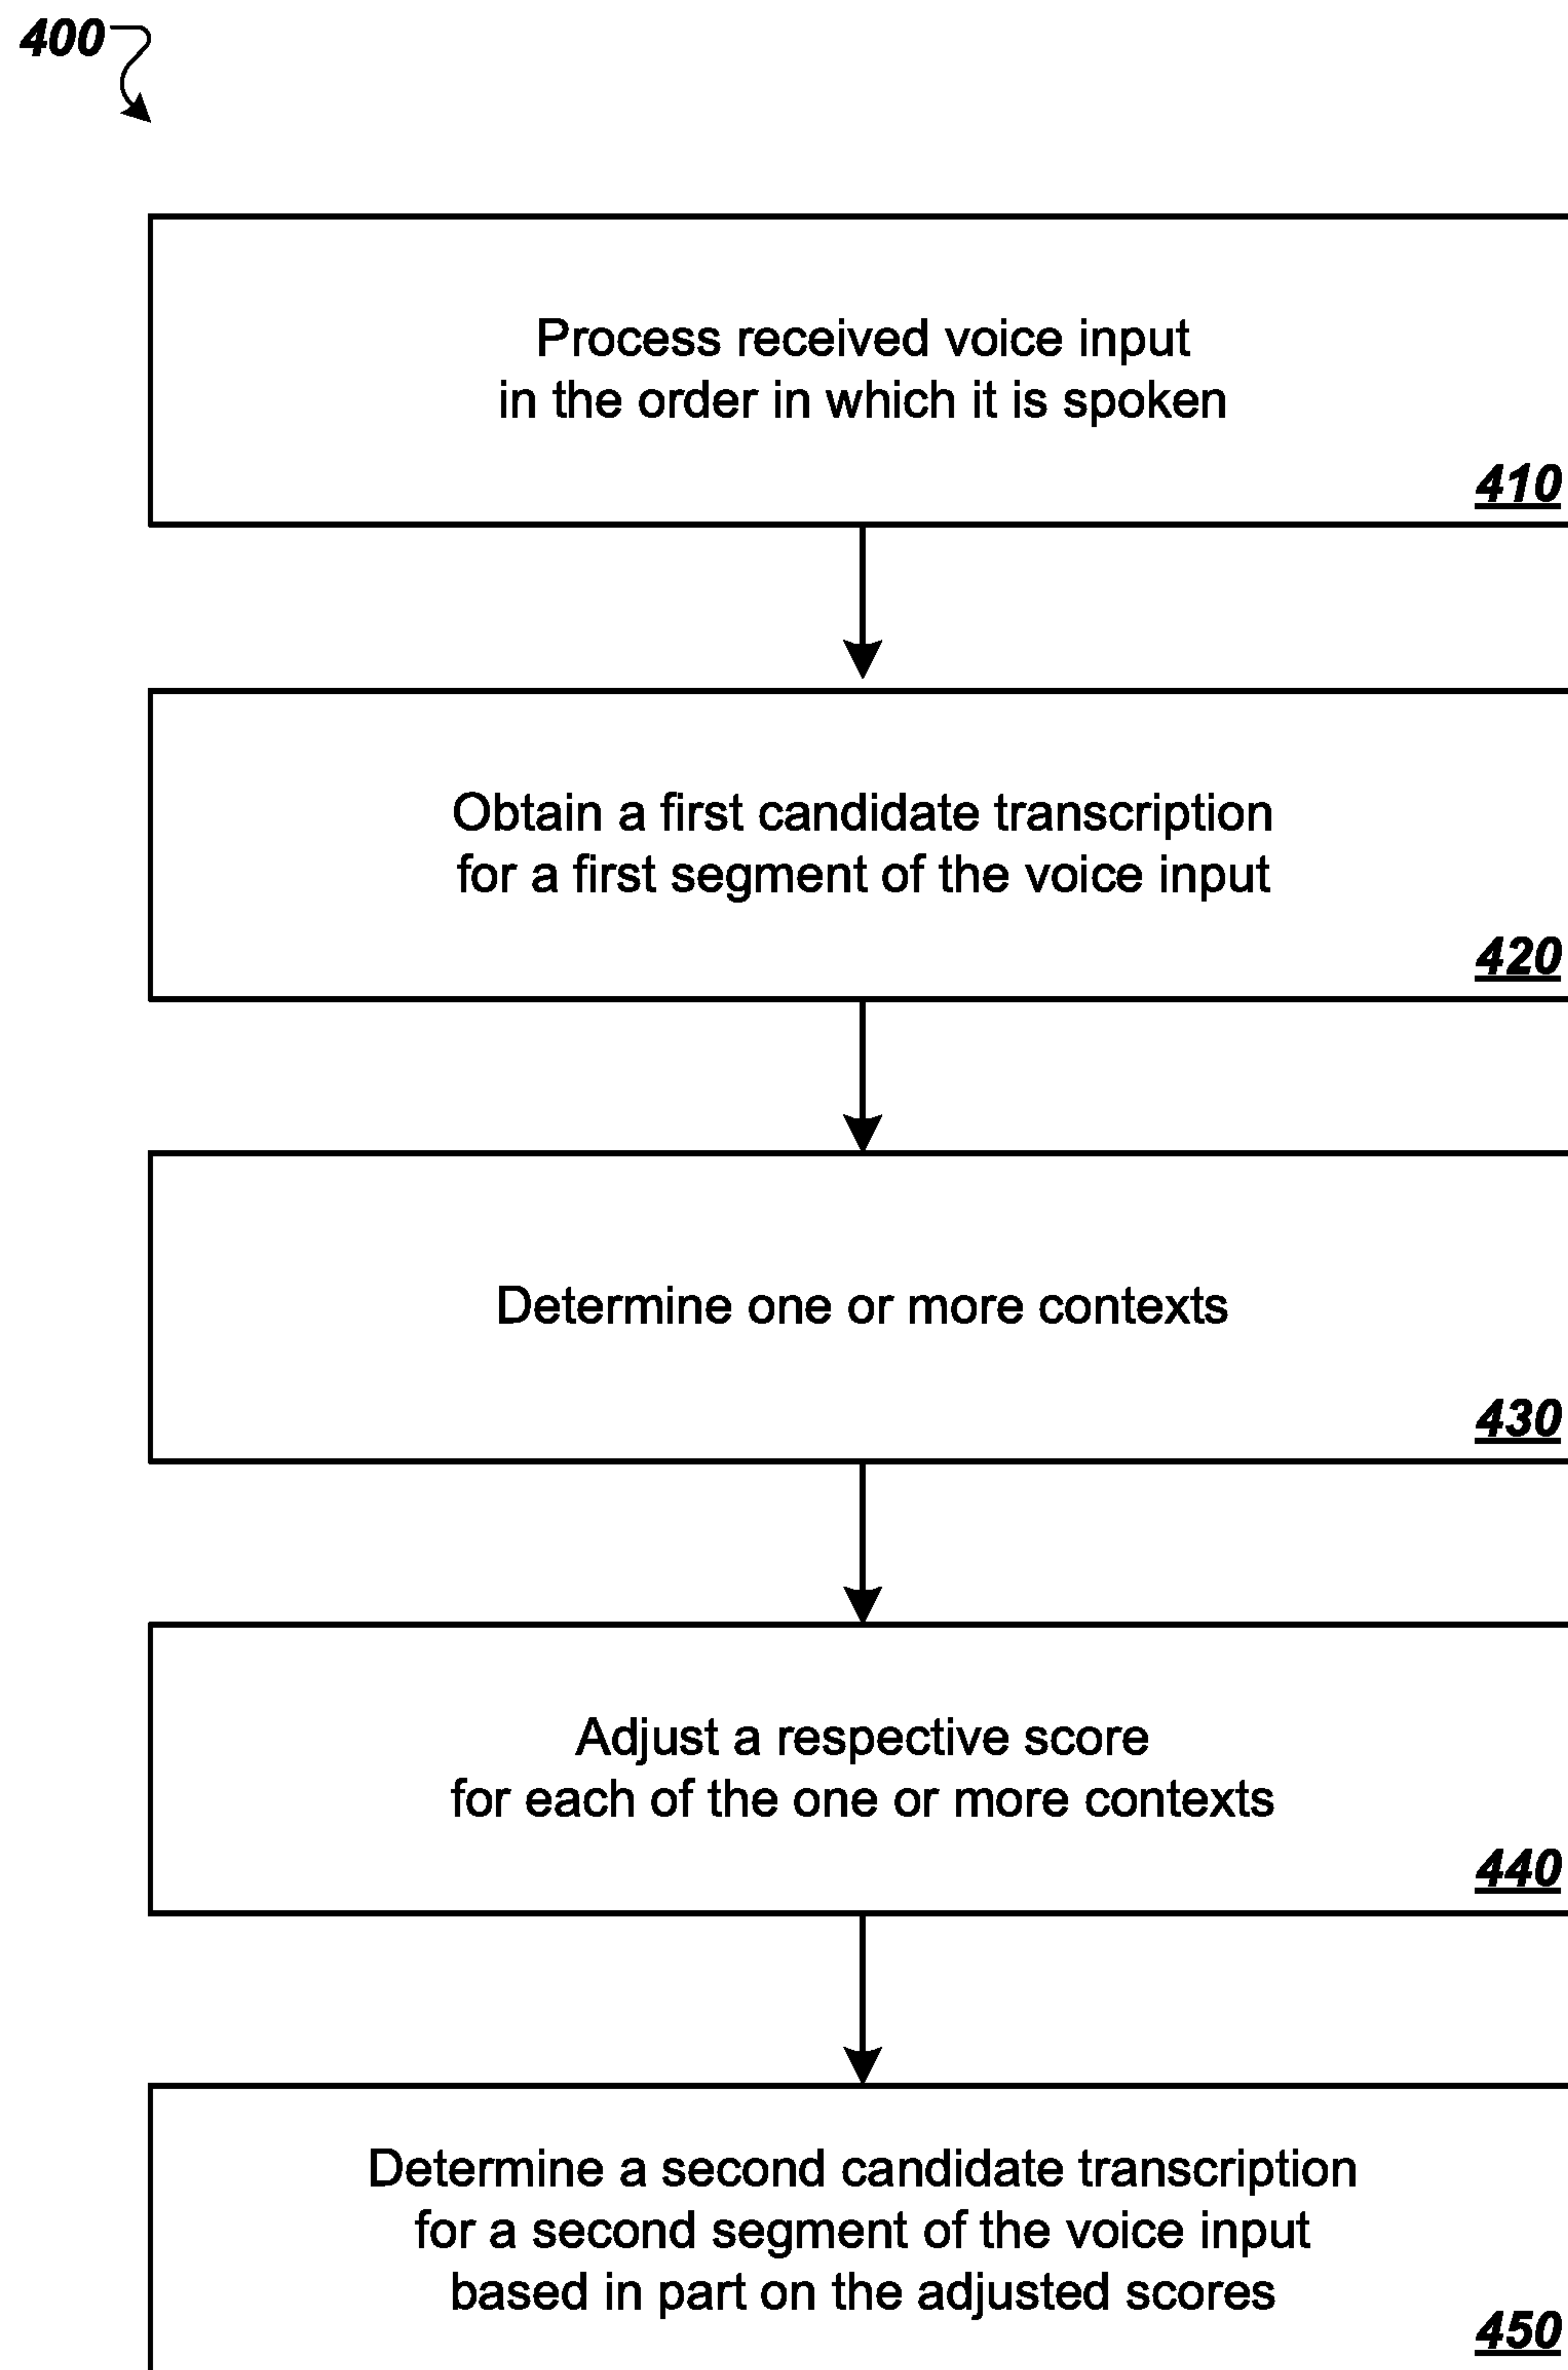 400
Process received voice input
in the order in which it is spoken
410
Obtain a first candidate transcription
for a first segment of the voice input
420
Determine one or more contexts
430
Adjust a respective score
for each of the one or more contexts
440
Determine a second candidate transcription
for a second segment of the voice input
based in part on the adjusted scores
450